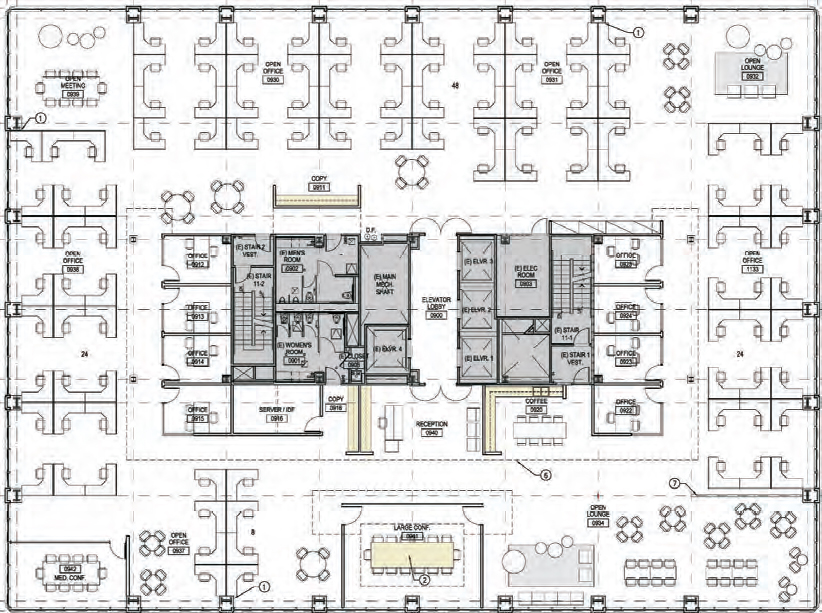 OPEN
MEETING
0939
OPEN
OFFICE
0930
48
OPEN
OFFICE
0931
1
OPEN
LOUNGE
0932
1
COPY
0911
D.F.
OFFICE
0912
(E) STAIR 2
VEST.
(E) MEN'S
ROOM
0902
(E) STAIR
11-2
(E) MAIN
MECH.
SHAFT
ELEVATOR
LOBBY
0900
(E) ELVR. 3
(E) ELEC
ROOM
0903
OFFICE
OPEN
OFFICE
0938
OPEN
OFFICE
1133
OFFICE
0913
(E) ELVR. 2
OFFICE
0924
(E) STAIR
11-1
24
OFFICE
0914
(E) WOMEN'S
ROOM
0901
(E) CLOSET
(E) ELVR. 4
(E) ELVR. 1
(E) STAIR 1
VEST.
OFFICE
0923
24
OFFICE
0915
SERVER / IDF
0916
COPY
0918
RECEPTION
0940
COFFEE
0920
OFFICE
0922
6
7
OPEN
LOUNGE
0934
8
OPEN
OFFICE
0937
LARGE CONF.
0941
2
0942
MED. CONF.
1